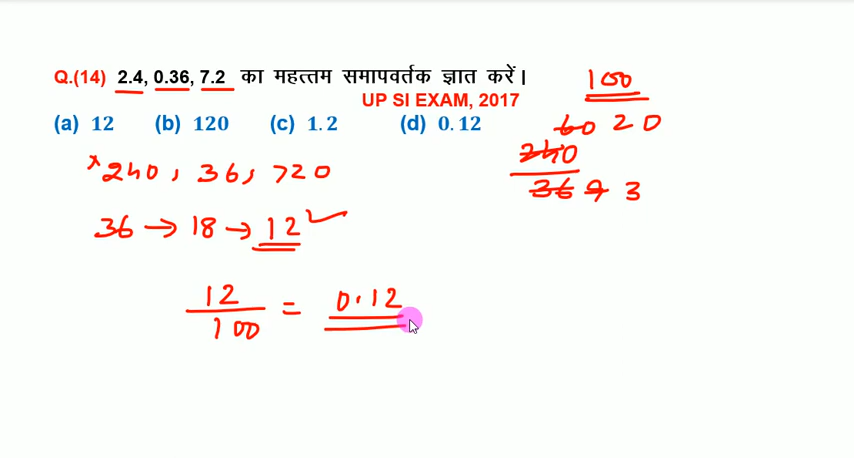 Q.(14) 2.4, 0.36, 7.2 का महत्तम समापवर्तक ज्ञात करें।
UP SI EXAM, 2017
(a) 12 (b) 120 (c) 1.2 (d) 0.12
240, 36, 720
36 → 18 → 12 ✓
12/100 = 0.12
100
60 20
240
36 9 3